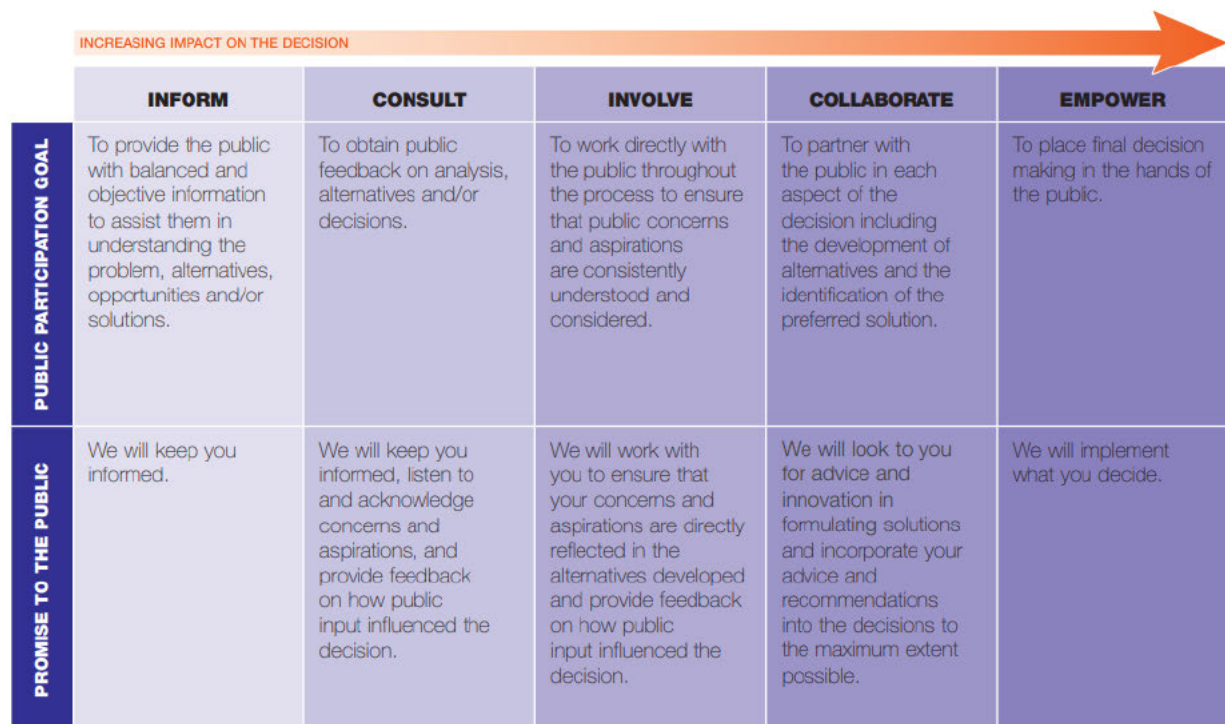 INCREASING IMPACT ON THE DECISION
INFORM
CONSULT
INVOLVE
COLLABORATE
EMPOWER
PUBLIC PARTICIPATION GOAL
To provide the public
with balanced and
objective information
to assist them in
understanding the
problem, alternatives,
opportunities and/or
solutions.
To obtain public
feedback on analysis,
alternatives and/or
decisions.
To work directly with
the public throughout
the process to ensure
that public concerns
and aspirations
are consistently
understood and
considered.
To partner with
the public in each
aspect of the
decision including
the development of
alternatives and the
identification of the
preferred solution.
To place final decision
making in the hands of
the public.
PROMISE TO THE PUBLIC
We will keep you
informed.
We will keep you
informed, listen to
and acknowledge
concerns and
aspirations, and
provide feedback
on how public
input influenced the
decision.
We will work with
you to ensure that
your concerns and
aspirations are directly
reflected in the
alternatives developed
and provide feedback
on how public
input influenced the
decision.
We will look to you
for advice and
innovation in
formulating solutions
and incorporate your
advice and
recommendations
into the decisions to
the maximum extent
possible.
We will implement
what you decide.